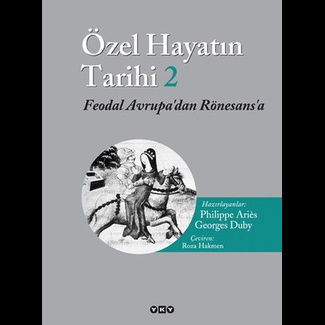 Özel Hayatın
Tarihi 2
Feodal Avrupa'dan Rönesans'a
Hazırlayanlar:
Philippe Ariès
Georges Duby
Çeviren:
Roza Hakmen
YKY